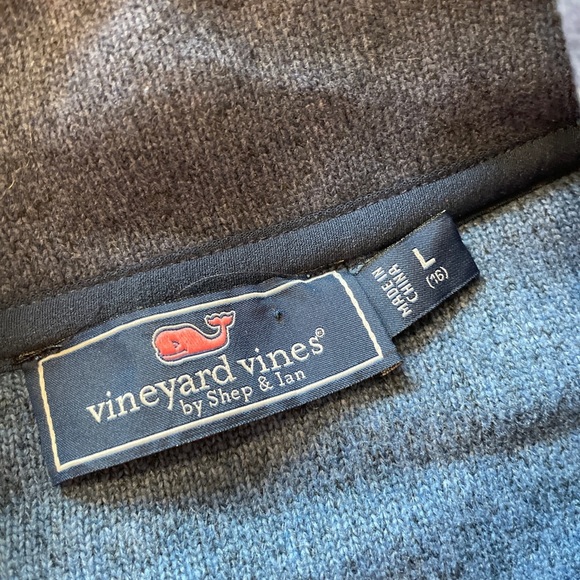 vineyard vines®
by Shep & Ian
L
(16)
MADE IN
CHINA